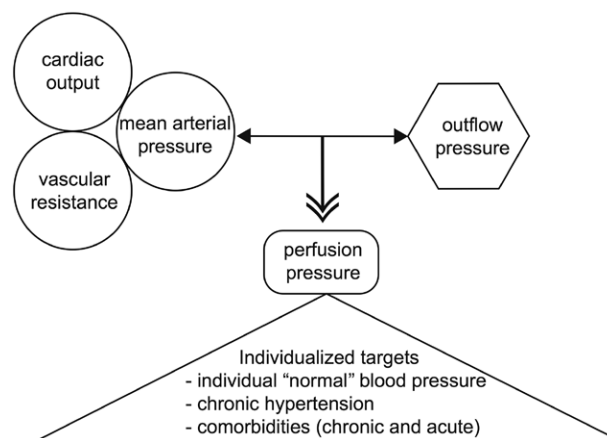 cardiac
output
mean arterial
pressure
vascular
resistance
outflow
pressure
perfusion
pressure
Individualized targets
- individual “normal” blood pressure
- chronic hypertension
- comorbidities (chronic and acute)